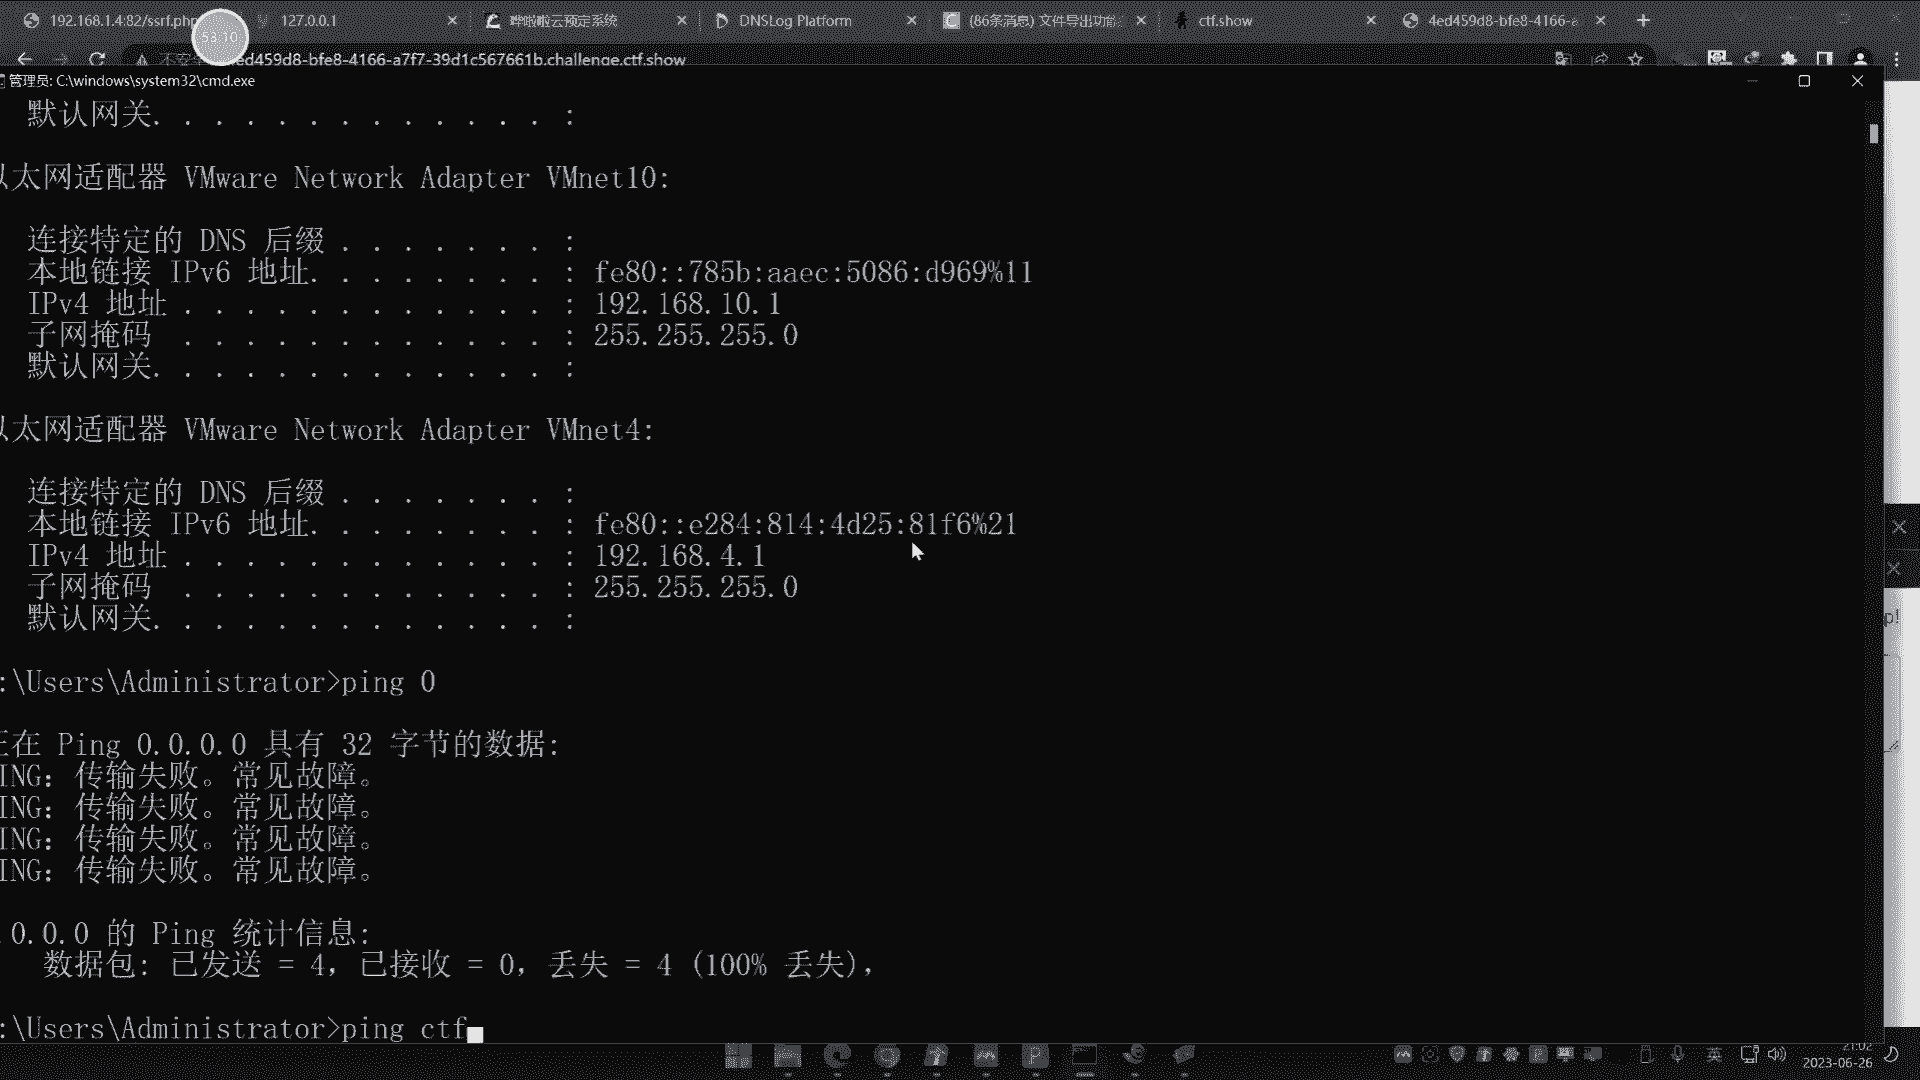 192.168.1.4:82/ssrf.php
127.0.0.1
哗啦啦云预定系统
DNSLog Platform
(86条消息) 文件导出功能
ctf.show
4ed459d8-bfe8-4166-a
53:10
ed459d8-bfe8-4166-a7f7-39d1c567661b.challenge.ctf.show
管理员: C:\windows\system32\cmd.exe
默认网关. . . . . . . . . . . . . :
以太网适配器 VMware Network Adapter VMnet10:
连接特定的 DNS 后缀 . . . . . . . :
本地链接 IPv6 地址. . . . . . . . : fe80::785b:aaec:5086:d969%11
IPv4 地址 . . . . . . . . . . . . : 192.168.10.1
子网掩码 . . . . . . . . . . . . : 255.255.255.0
默认网关. . . . . . . . . . . . . :
以太网适配器 VMware Network Adapter VMnet4:
连接特定的 DNS 后缀 . . . . . . . :
本地链接 IPv6 地址. . . . . . . . : fe80::e284:814:4d25:81f6%21
IPv4 地址 . . . . . . . . . . . . : 192.168.4.1
子网掩码 . . . . . . . . . . . . : 255.255.255.0
默认网关. . . . . . . . . . . . . :
:\Users\Administrator>ping 0
正在 Ping 0.0.0.0 具有 32 字节的数据:
ING: 传输失败。常见故障。
ING: 传输失败。常见故障。
ING: 传输失败。常见故障。
ING: 传输失败。常见故障。
.0.0.0 的 Ping 统计信息:
数据包: 已发送 = 4，已接收 = 0，丢失 = 4 (100% 丢失)，
:\Users\Administrator>ping ctf
p!
英
21:02
2023-06-26